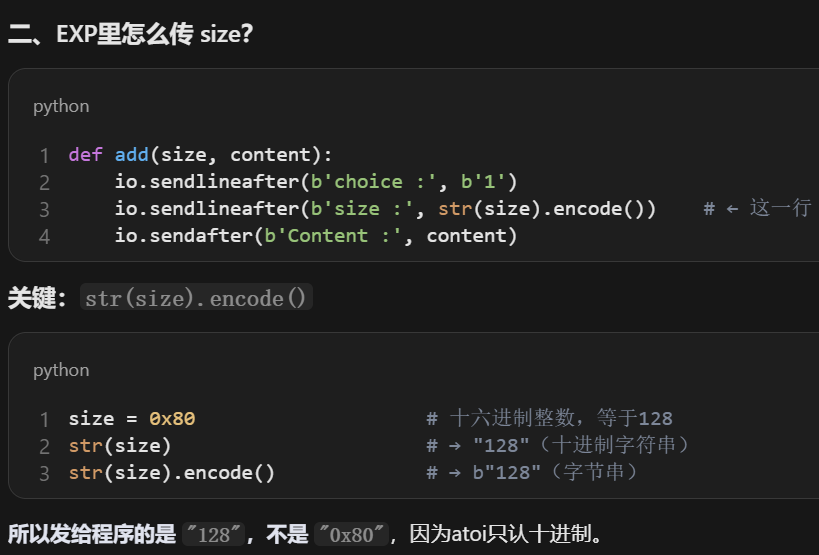 二、EXP里怎么传 size？
python
1 def add(size, content):
2     io.sendlineafter(b'choice :', b'1')
3     io.sendlineafter(b'size :', str(size).encode())    # ← 这一行
4     io.sendafter(b'Content :', content)
关键：str(size).encode()
python
1 size = 0x80                    # 十六进制整数，等于128
2 str(size)                      # → "128"（十进制字符串）
3 str(size).encode()             # → b"128"（字节串）
所以发给程序的是 "128"，不是 "0x80"，因为atoi只认十进制。